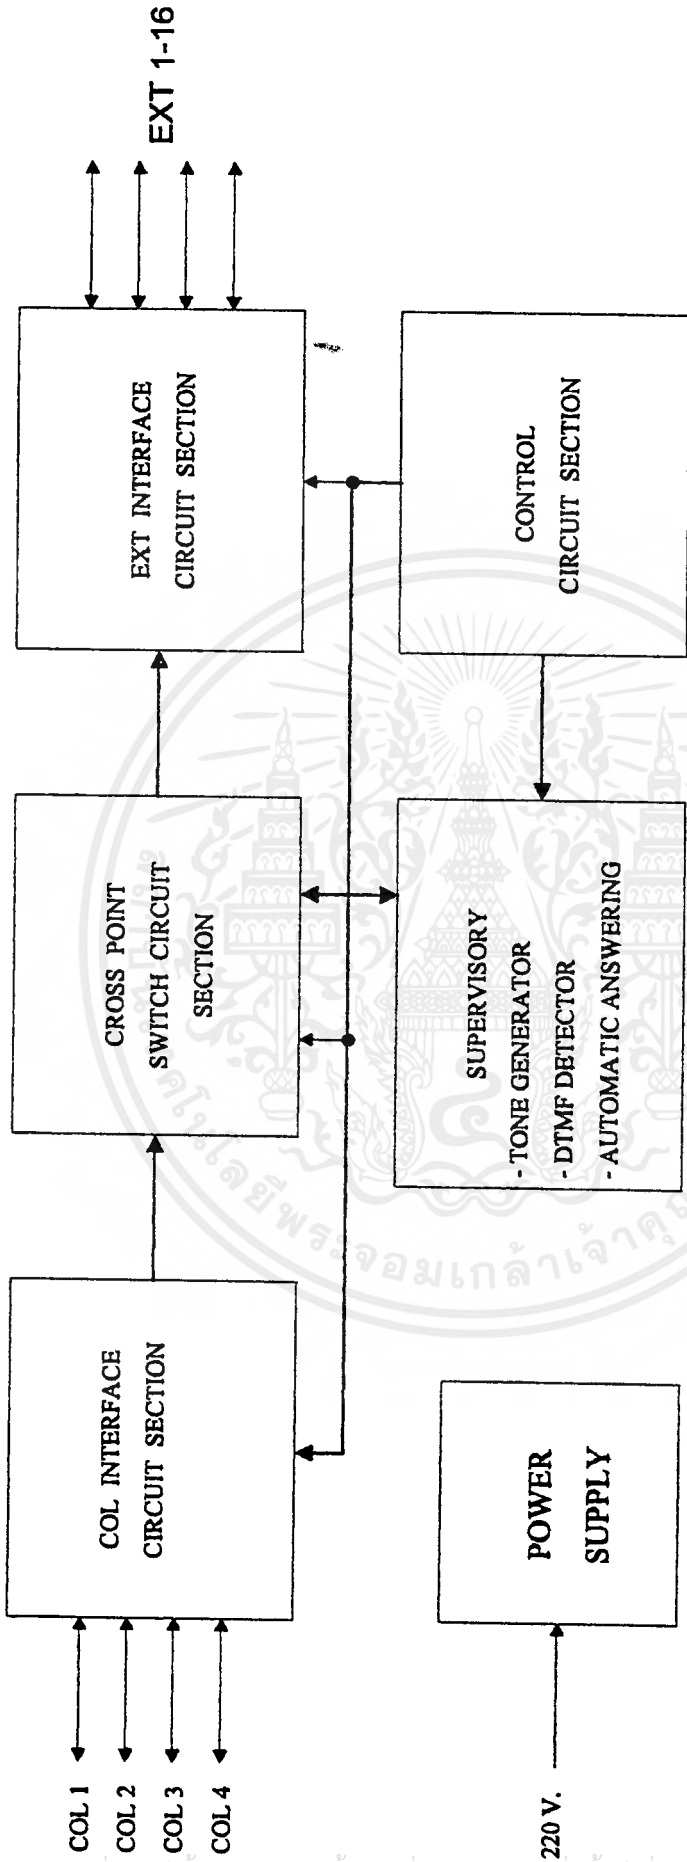 COL 1
COL 2
COL 3
COL 4
COL INTERFACE
CIRCUIT SECTION
CROSS POINT
SWITCH CIRCUIT
SECTION
EXT INTERFACE
CIRCUIT SECTION
EXT 1-16
220 V.
POWER
SUPPLY
SUPERVISORY
- TONE GENERATOR
- DTMF DETECTOR
- AUTOMATIC ANSWERING
CONTROL
CIRCUIT SECTION